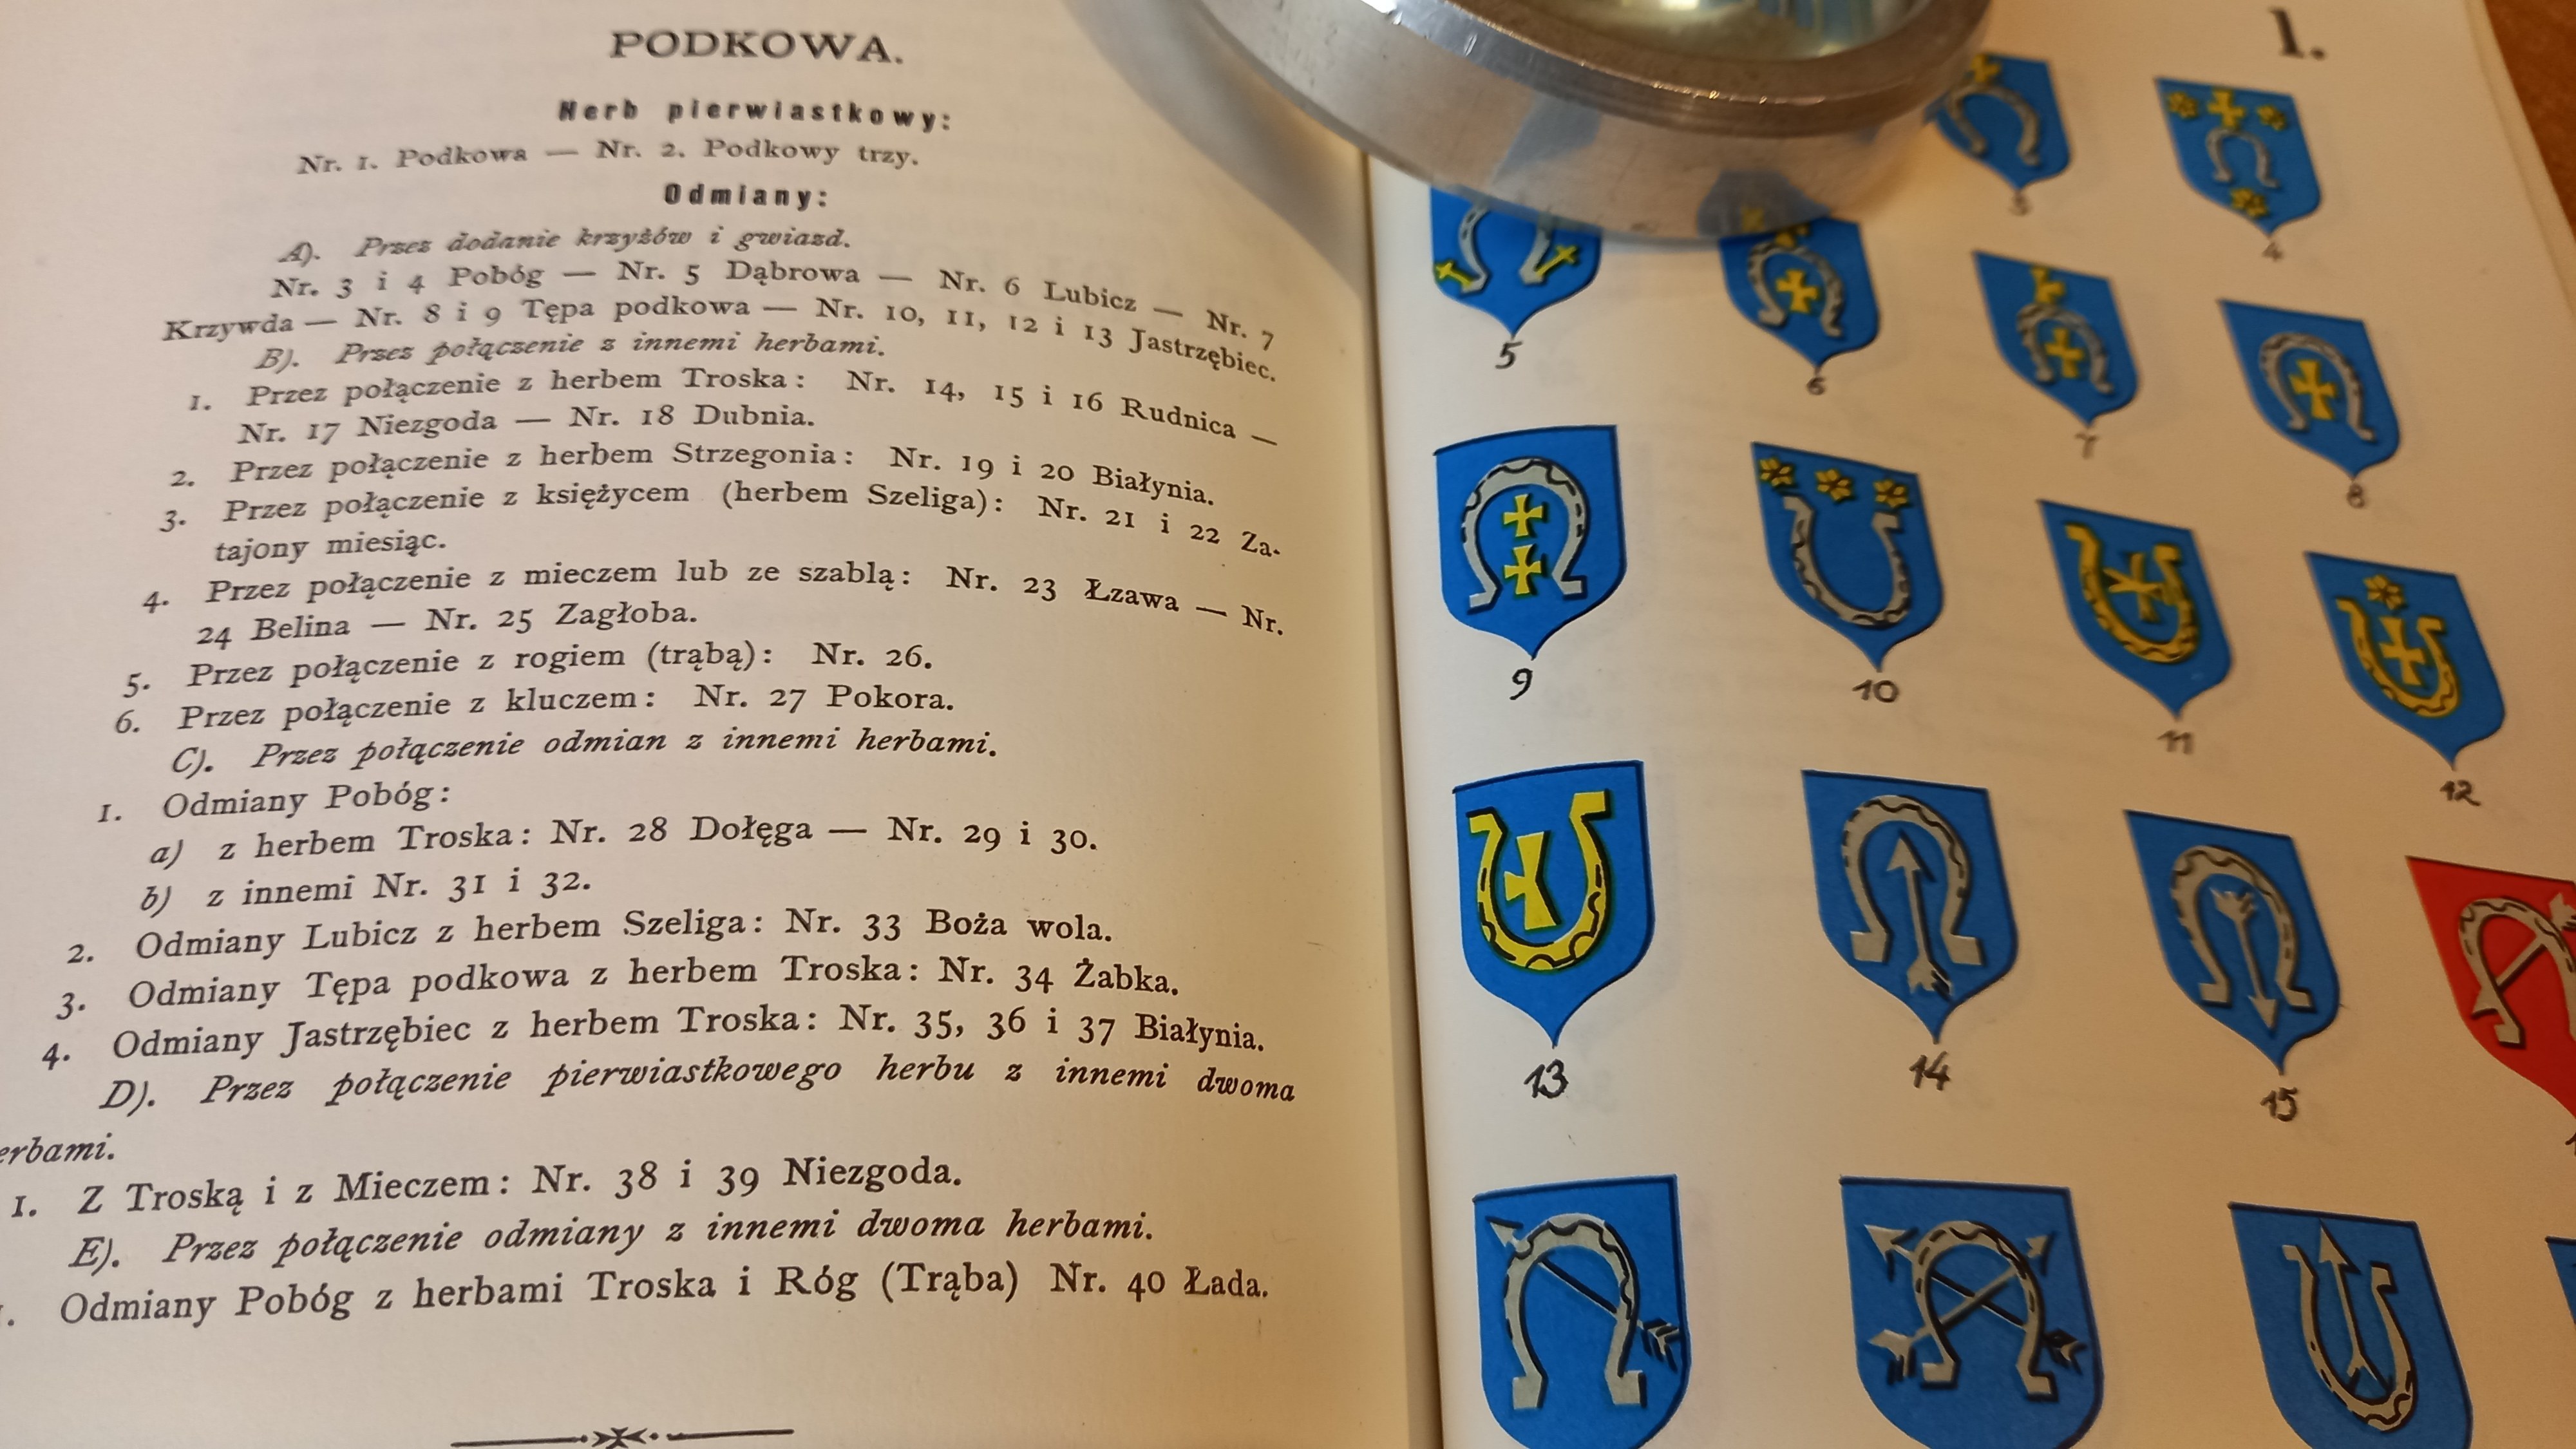 PODKOWA.
Herb pierwiastkowy:
Nr. 1. Podkowa — Nr. 2. Podkowy trzy.
Odmiany:
A). Przez dodanie krzyżów i gwiazd.
Nr. 3 i 4 Pobóg — Nr. 5 Dąbrowa — Nr. 6 Lubicz — Nr. 7
Krzywda — Nr. 8 i 9 Tępa podkowa — Nr. 10, 11, 12 i 13 Jastrzębiec.
B). Przez połączenie z innemi herbami.
1. Przez połączenie z herbem Troska: Nr. 14, 15 i 16 Rudnica —
Nr. 17 Niezgoda — Nr. 18 Dubnia.
2. Przez połączenie z herbem Strzegonia: Nr. 19 i 20 Białynia.
3. Przez połączenie z księżycem (herbem Szeliga): Nr. 21 i 22 Za-
tajony miesiąc.
4. Przez połączenie z mieczem lub ze szablą: Nr. 23 Łzawa — Nr.
24 Belina — Nr. 25 Zagłoba.
5. Przez połączenie z rogiem (trąbą): Nr. 26.
6. Przez połączenie z kluczem: Nr. 27 Pokora.
C). Przez połączenie odmian z innemi herbami.
1. Odmiany Pobóg:
a) z herbem Troska: Nr. 28 Dołęga — Nr. 29 i 30.
b) z innemi Nr. 31 i 32.
2. Odmiany Lubicz z herbem Szeliga: Nr. 33 Boża wola.
3. Odmiany Tępa podkowa z herbem Troska: Nr. 34 Żabka.
4. Odmiany Jastrzębiec z herbem Troska: Nr. 35, 36 i 37 Białynia.
D). Przez połączenie pierwiastkowego herbu z innemi dwoma
erbami.
1. Z Troską i z Mieczem: Nr. 38 i 39 Niezgoda.
E). Przez połączenie odmiany z innemi dwoma herbami.
Odmiany Pobóg z herbami Troska i Róg (Trąba) Nr. 40 Łada.
1.
3
4
5
6
7
8
9
10
11
12
13
14
15